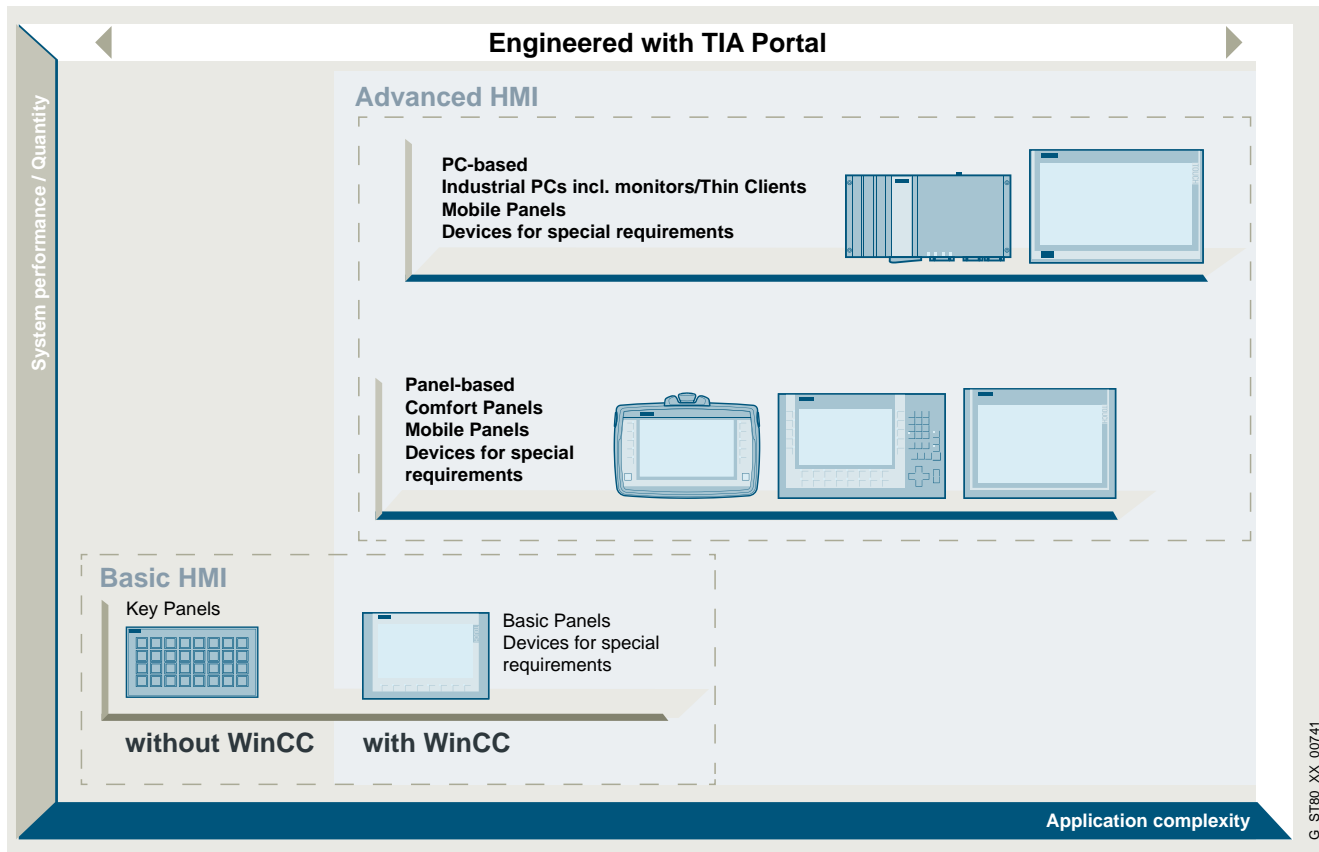 Engineered with TIA Portal
System performance / Quantity
Advanced HMI
PC-based
Industrial PCs incl. monitors/Thin Clients
Mobile Panels
Devices for special requirements
Panel-based
Comfort Panels
Mobile Panels
Devices for special
requirements
Basic HMI
Key Panels
Basic Panels
Devices for special
requirements
without WinCC
with WinCC
Application complexity
G_ST80_XX_00741